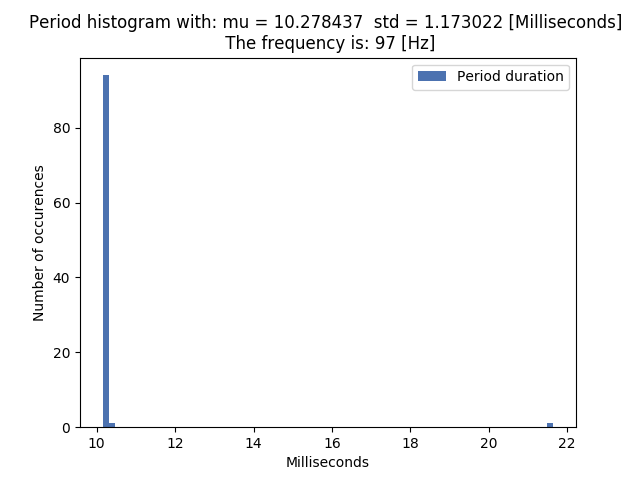 Period histogram with: mu = 10.278437  std = 1.173022 [Milliseconds]
The frequency is: 97 [Hz]
Period duration
Number of occurences
80
60
40
20
0
10 12 14 16 18 20 22
Milliseconds